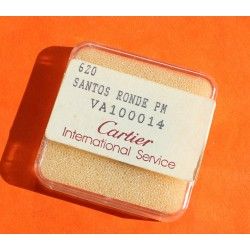 620
SANTOS RONDE PM
VA100014
Cartier
International Service